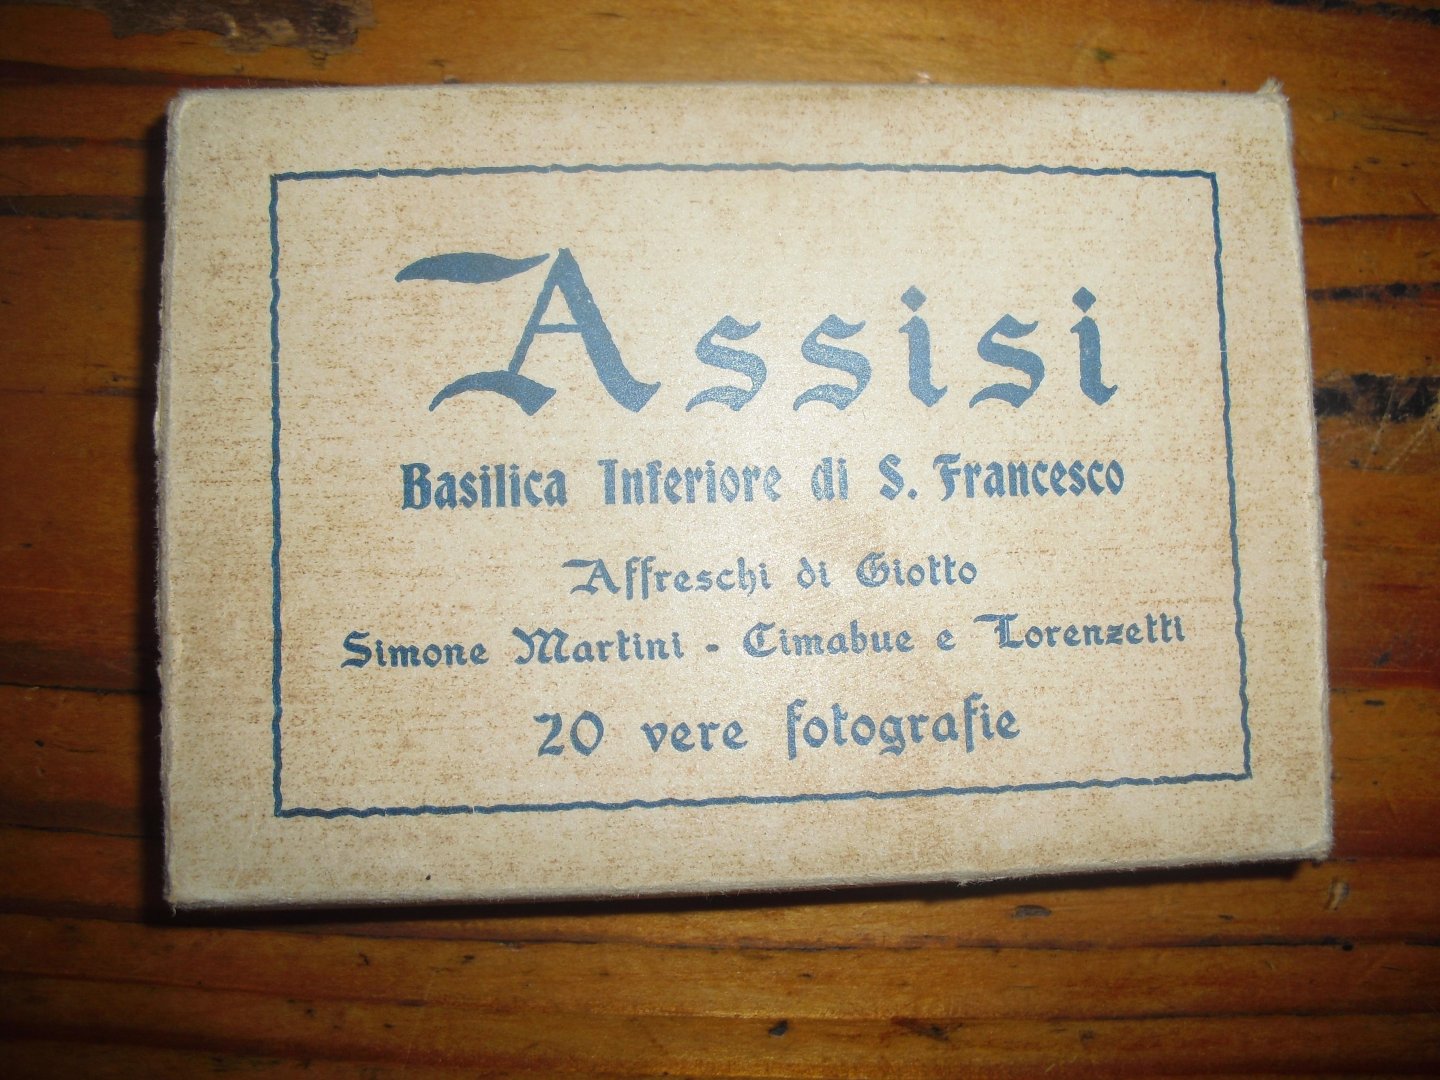 Assisi
Basilica Inferiore di S. Francesco
Affreschi di Giotto
Simone Martini - Cimabue e Lorenzetti
20 vere fotografie